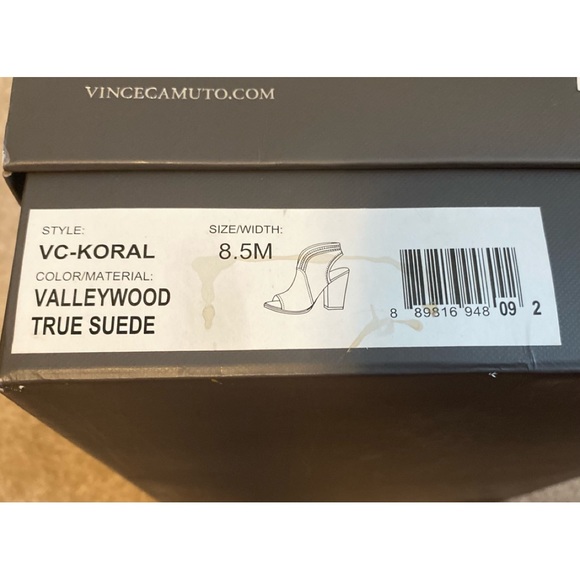 VINCECAMUTO.COM
STYLE:
VC-KORAL
SIZE/WIDTH:
8.5M
COLOR/MATERIAL:
VALLEYWOOD
TRUE SUEDE
8 89816 948 09 2